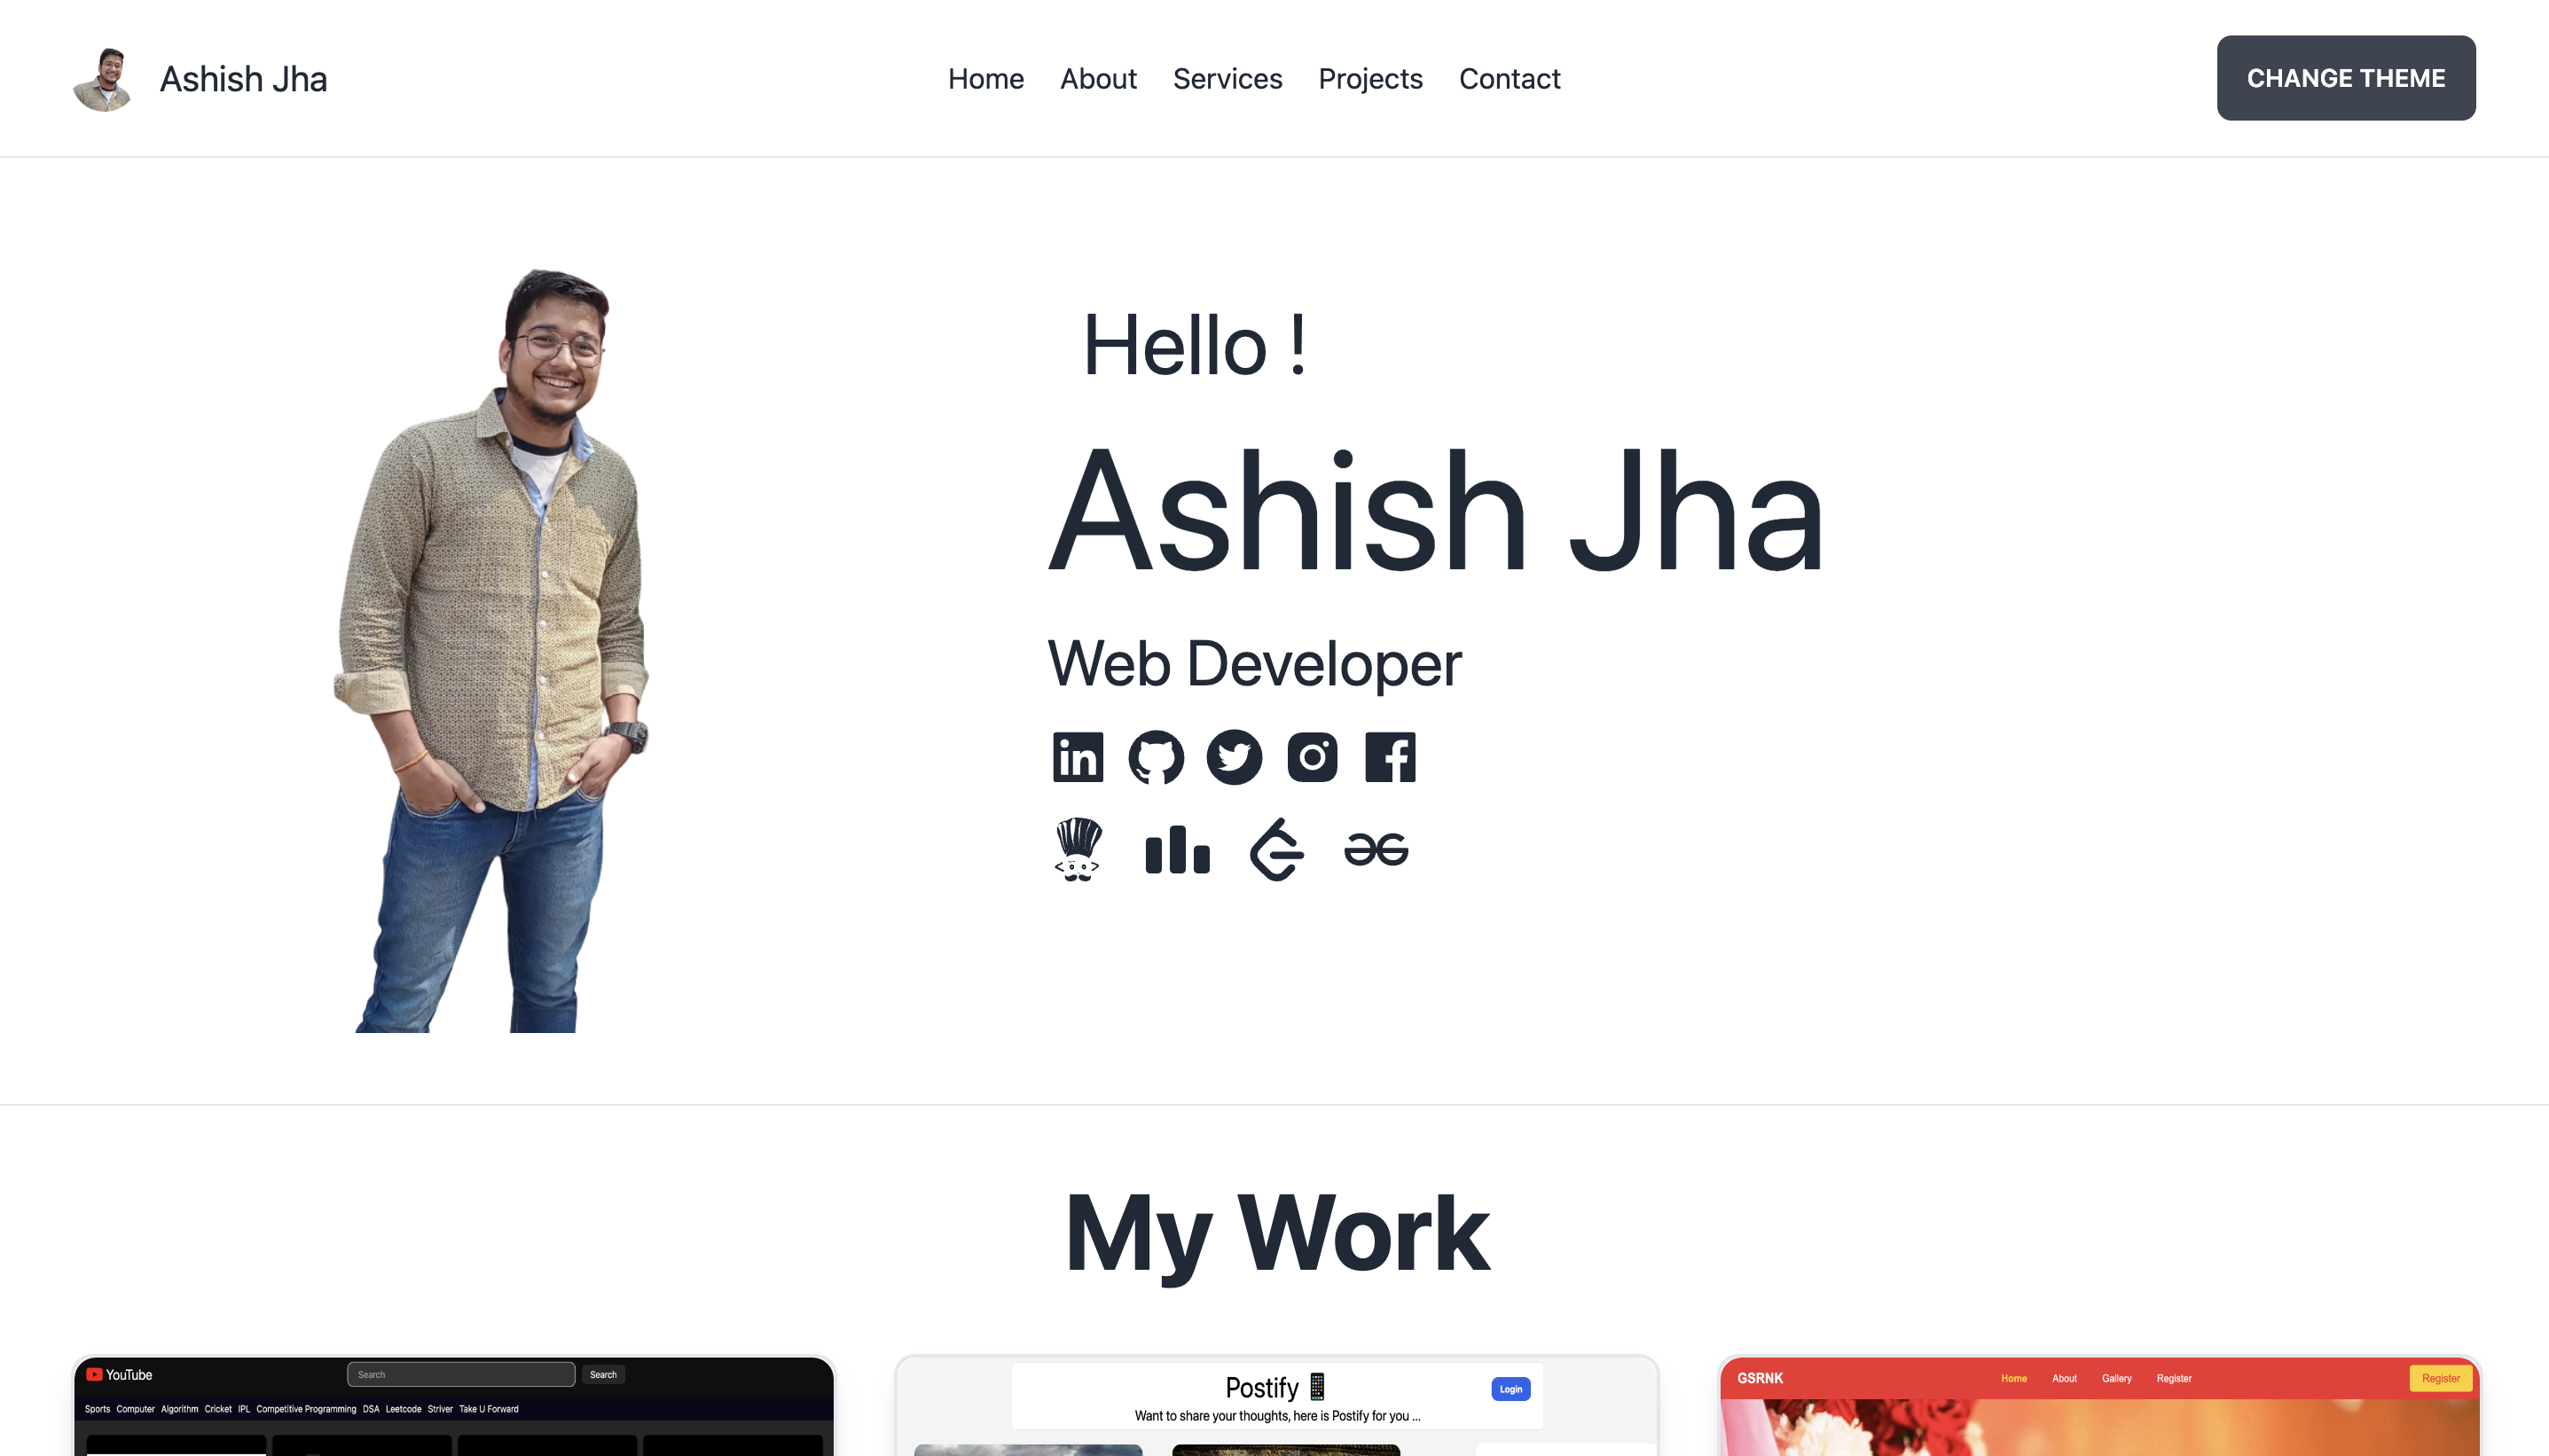 Ashish Jha
Home About Services Projects Contact
CHANGE THEME
Hello !
Ashish Jha
Web Developer
in
f
My Work
YouTube
Search
Search
Sports Computer Algorithm Cricket IPL Competitive Programming DSA Leetcode Striver Take U Forward
Postify
Login
Want to share your thoughts, here is Postify for you ...
GSRNK
Home About Gallery Register
Register